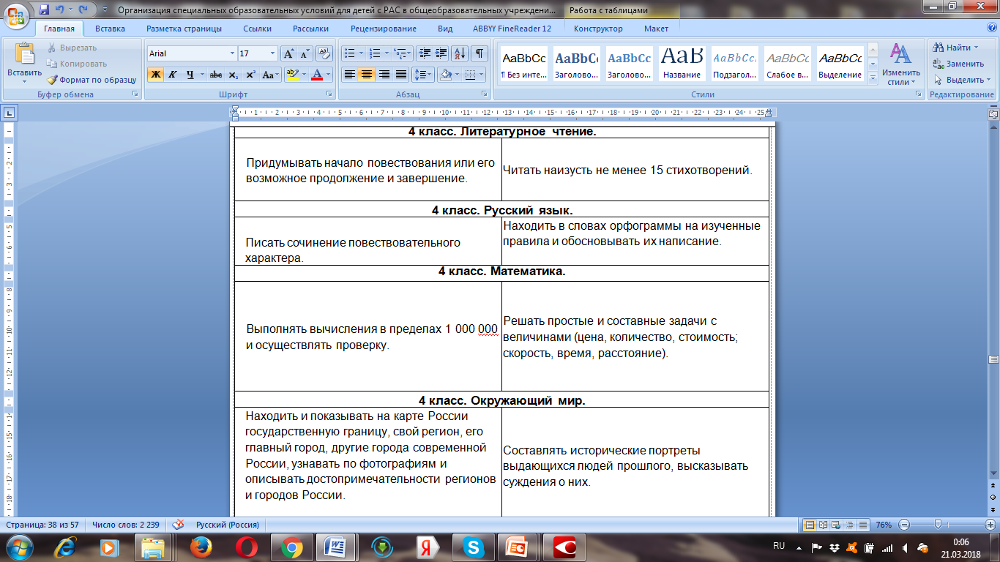 Организация специальных образовательных условий для детей с РАС в общеобразовательных учреждени... Работа с таблицами
Главная Вставка Разметка страницы Ссылки Рассылки Рецензирование Вид ABBYY FineReader 12 Конструктор Макет
Вставить
Вырезать
Копировать
Формат по образцу
Буфер обмена
Arial 17
Шрифт
Абзац
АаBbCc АаBbCc АаBbCc АаВ АаBbCc. АаBbCc АаBbCc
¶ Без инте... Заголово... Заголово... Название Подзагол... Слабое в... Выделение
Стили
Изменить
стили
Найти
Заменить
Выделить
Редактирование
4 класс. Литературное чтение.
Придумывать начало повествования или его
возможное продолжение и завершение.
Читать наизусть не менее 15 стихотворений.
4 класс. Русский язык.
Писать сочинение повествовательного
характера.
Находить в словах орфограммы на изученные
правила и обосновывать их написание.
4 класс. Математика.
Выполнять вычисления в пределах 1 000 000
и осуществлять проверку.
Решать простые и составные задачи с
величинами (цена, количество, стоимость;
скорость, время, расстояние).
4 класс. Окружающий мир.
Находить и показывать на карте России
государственную границу, свой регион, его
главный город, другие города современной
России, узнавать по фотографиям и
описывать достопримечательности регионов
и городов России.
Составлять исторические портреты
выдающихся людей прошлого, высказывать
суждения о них.
Страница: 38 из 57 Число слов: 2 239 Русский (Россия) 76%
RU 0:06
21.03.2018